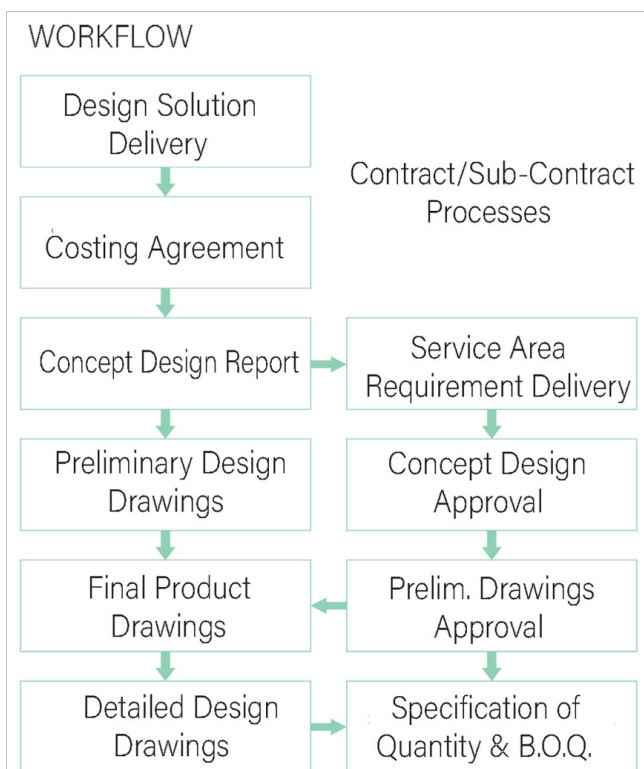 WORKFLOW
Design Solution
Delivery
Contract/Sub-Contract
Processes
Costing Agreement
Concept Design Report
Service Area
Requirement Delivery
Preliminary Design
Drawings
Concept Design
Approval
Final Product
Drawings
Prelim. Drawings
Approval
Detailed Design
Drawings
Specification of
Quantity & B.O.Q.